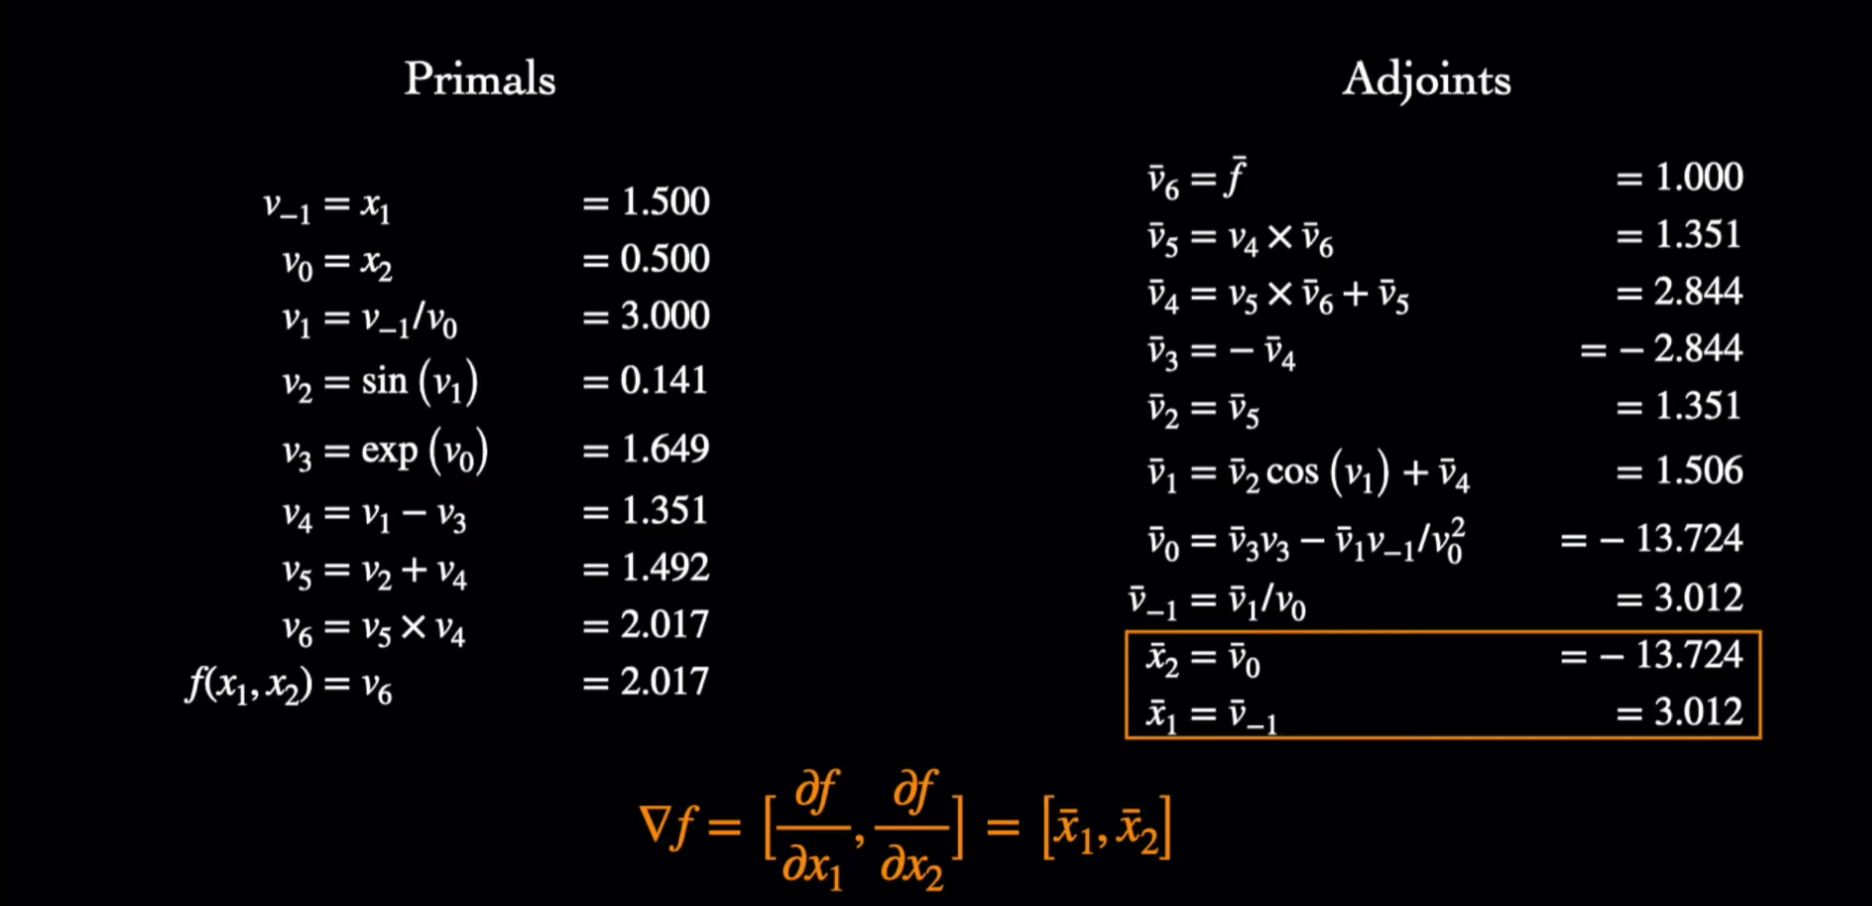 Primals
v₋₁ = x₁ = 1.500
v₀ = x₂ = 0.500
v₁ = v₋₁/v₀ = 3.000
v₂ = sin (v₁) = 0.141
v₃ = exp (v₀) = 1.649
v₄ = v₁ − v₃ = 1.351
v₅ = v₂ + v₄ = 1.492
v₆ = v₅ × v₄ = 2.017
f(x₁, x₂) = v₆ = 2.017
Adjoints
v̄₆ = f̄ = 1.000
v̄₅ = v₄ × v̄₆ = 1.351
v̄₄ = v₅ × v̄₆ + v̄₅ = 2.844
v̄₃ = − v̄₄ = − 2.844
v̄₂ = v̄₅ = 1.351
v̄₁ = v̄₂ cos (v₁) + v̄₄ = 1.506
v̄₀ = v̄₃v₃ − v̄₁v₋₁/v₀² = − 13.724
v̄₋₁ = v̄₁/v₀ = 3.012
x̄₂ = v̄₀ = − 13.724
x̄₁ = v̄₋₁ = 3.012
∇f = [∂f/∂x₁, ∂f/∂x₂] = [x̄₁, x̄₂]